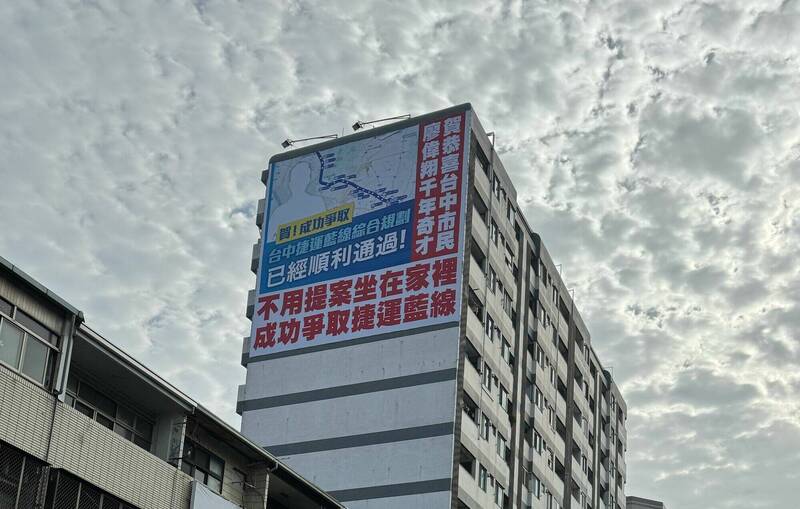 賀恭喜台中市民
廖偉翔千年奇才
賀!成功爭取
台中捷運藍線綜合規劃
已經順利通過!
不用提案坐在家裡
成功爭取捷運藍線